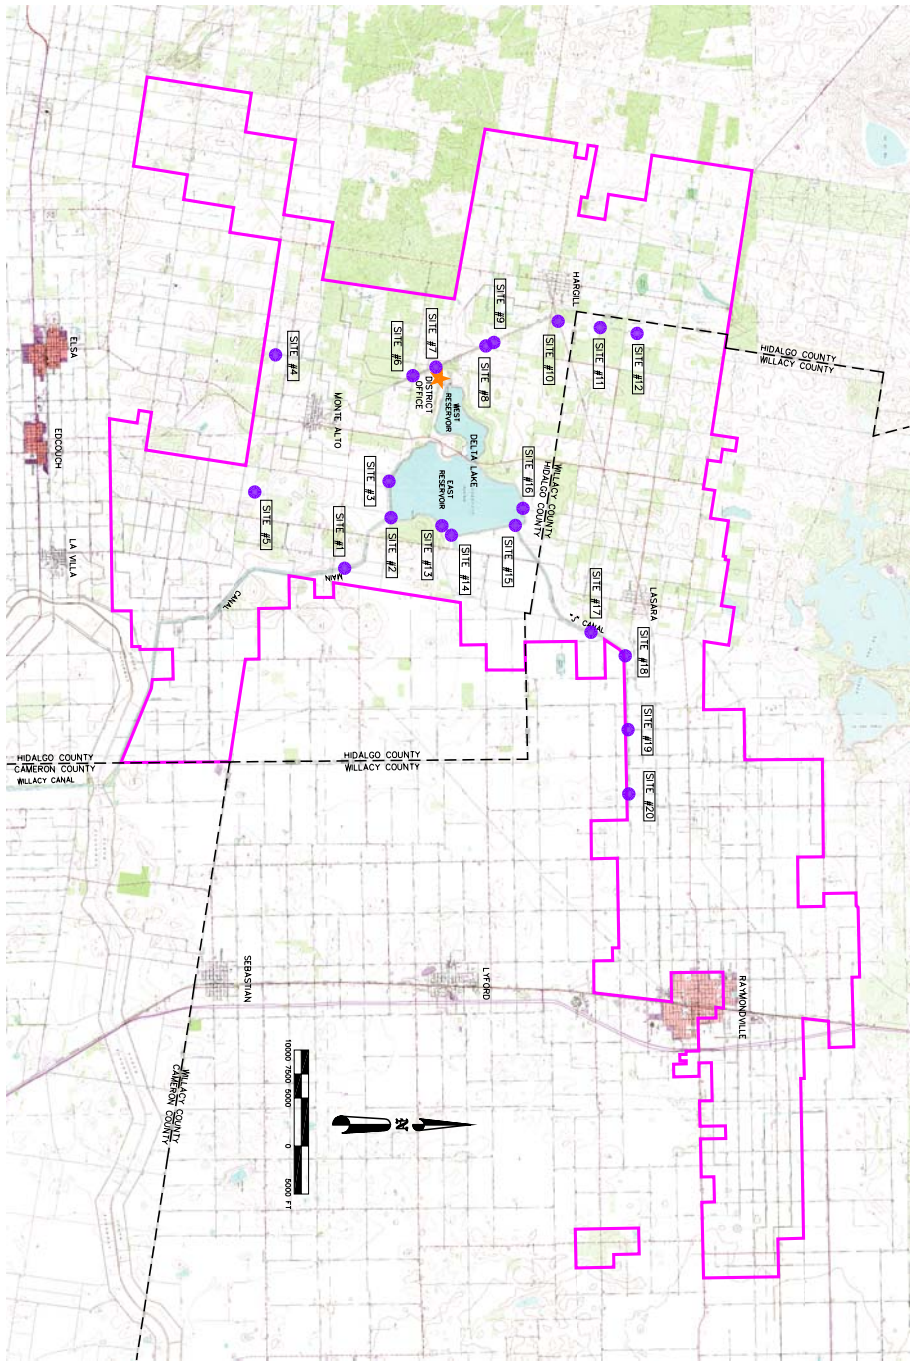 HIDALGO COUNTY
WILLACY COUNTY
HARGILL
SITE #12
SITE #11
SITE #10
SITE #9
SITE #8
SITE #7
SITE #6
DISTRICT
OFFICE
WEST
RESERVOIR
DELTA LAKE
EAST
RESERVOIR
WILLACY COUNTY
HIDALGO COUNTY
SITE #16
SITE #15
SITE #14
SITE #13
SITE #3
SITE #2
SITE #1
SITE #4
SITE #5
MONTE ALTO
ELSA
EDCOUCH
LA VILLA
MAIN
CANAL
LASARA
SITE #17
CANAL
SITE #18
SITE #19
SITE #20
HIDALGO COUNTY
WILLACY COUNTY
HIDALGO COUNTY
CAMERON COUNTY
WILLACY CANAL
RAYMONDVILLE
LYFORD
SEBASTIAN
WILLACY COUNTY
CAMERON COUNTY
N
10000 7500 5000 0 5000 FT